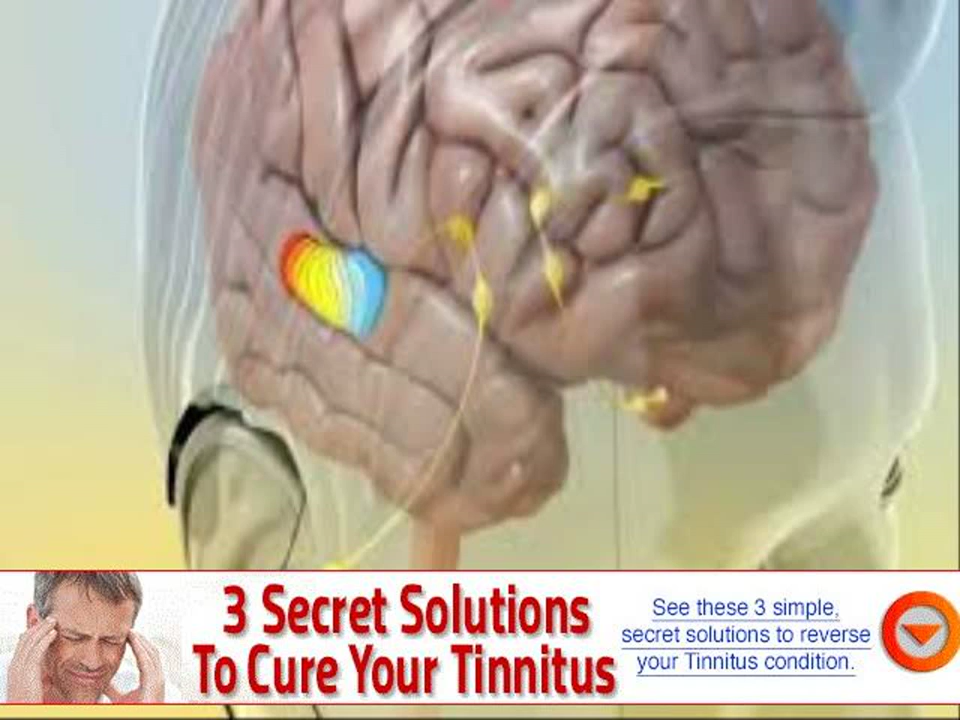 3 Secret Solutions
To Cure Your Tinnitus
See these 3 simple,
secret solutions to reverse
your Tinnitus condition.